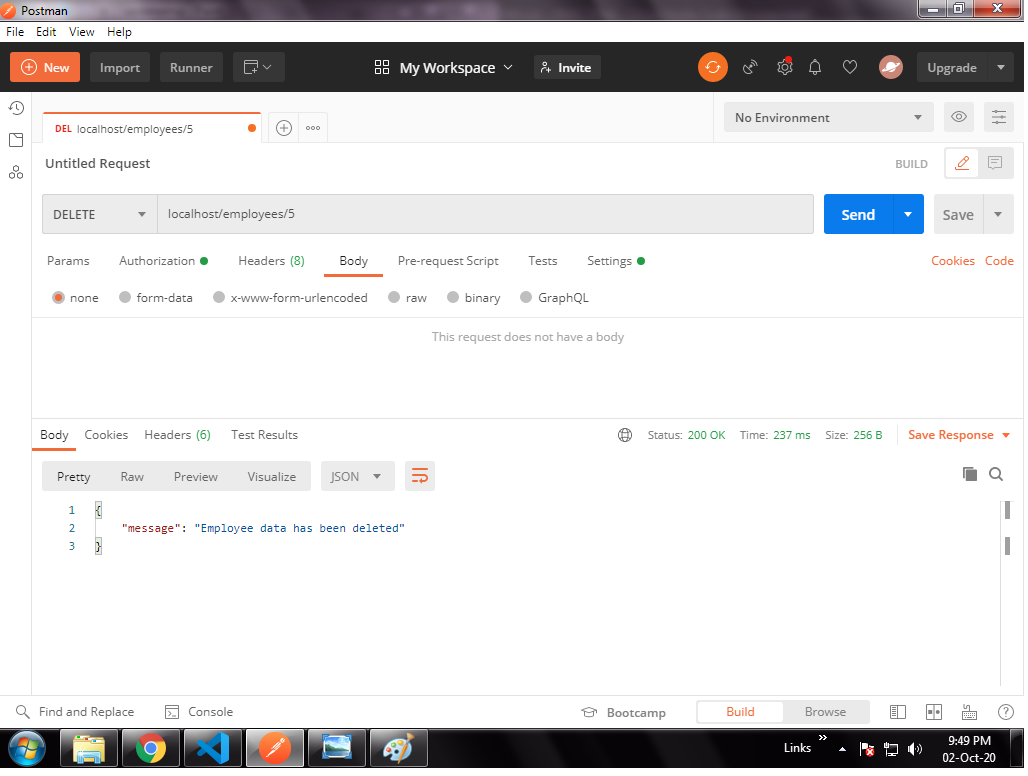 Postman
File Edit View Help
New Import Runner My Workspace Invite Upgrade
DEL localhost/employees/5 No Environment
Untitled Request BUILD
DELETE localhost/employees/5 Send Save
Params Authorization Headers (8) Body Pre-request Script Tests Settings Cookies Code
none form-data x-www-form-urlencoded raw binary GraphQL
This request does not have a body
Body Cookies Headers (6) Test Results Status: 200 OK Time: 237 ms Size: 256 B Save Response
Pretty Raw Preview Visualize JSON
1 {
2 "message": "Employee data has been deleted"
3 }
Find and Replace Console Bootcamp Build Browse
Links » 9:49 PM
02-Oct-20